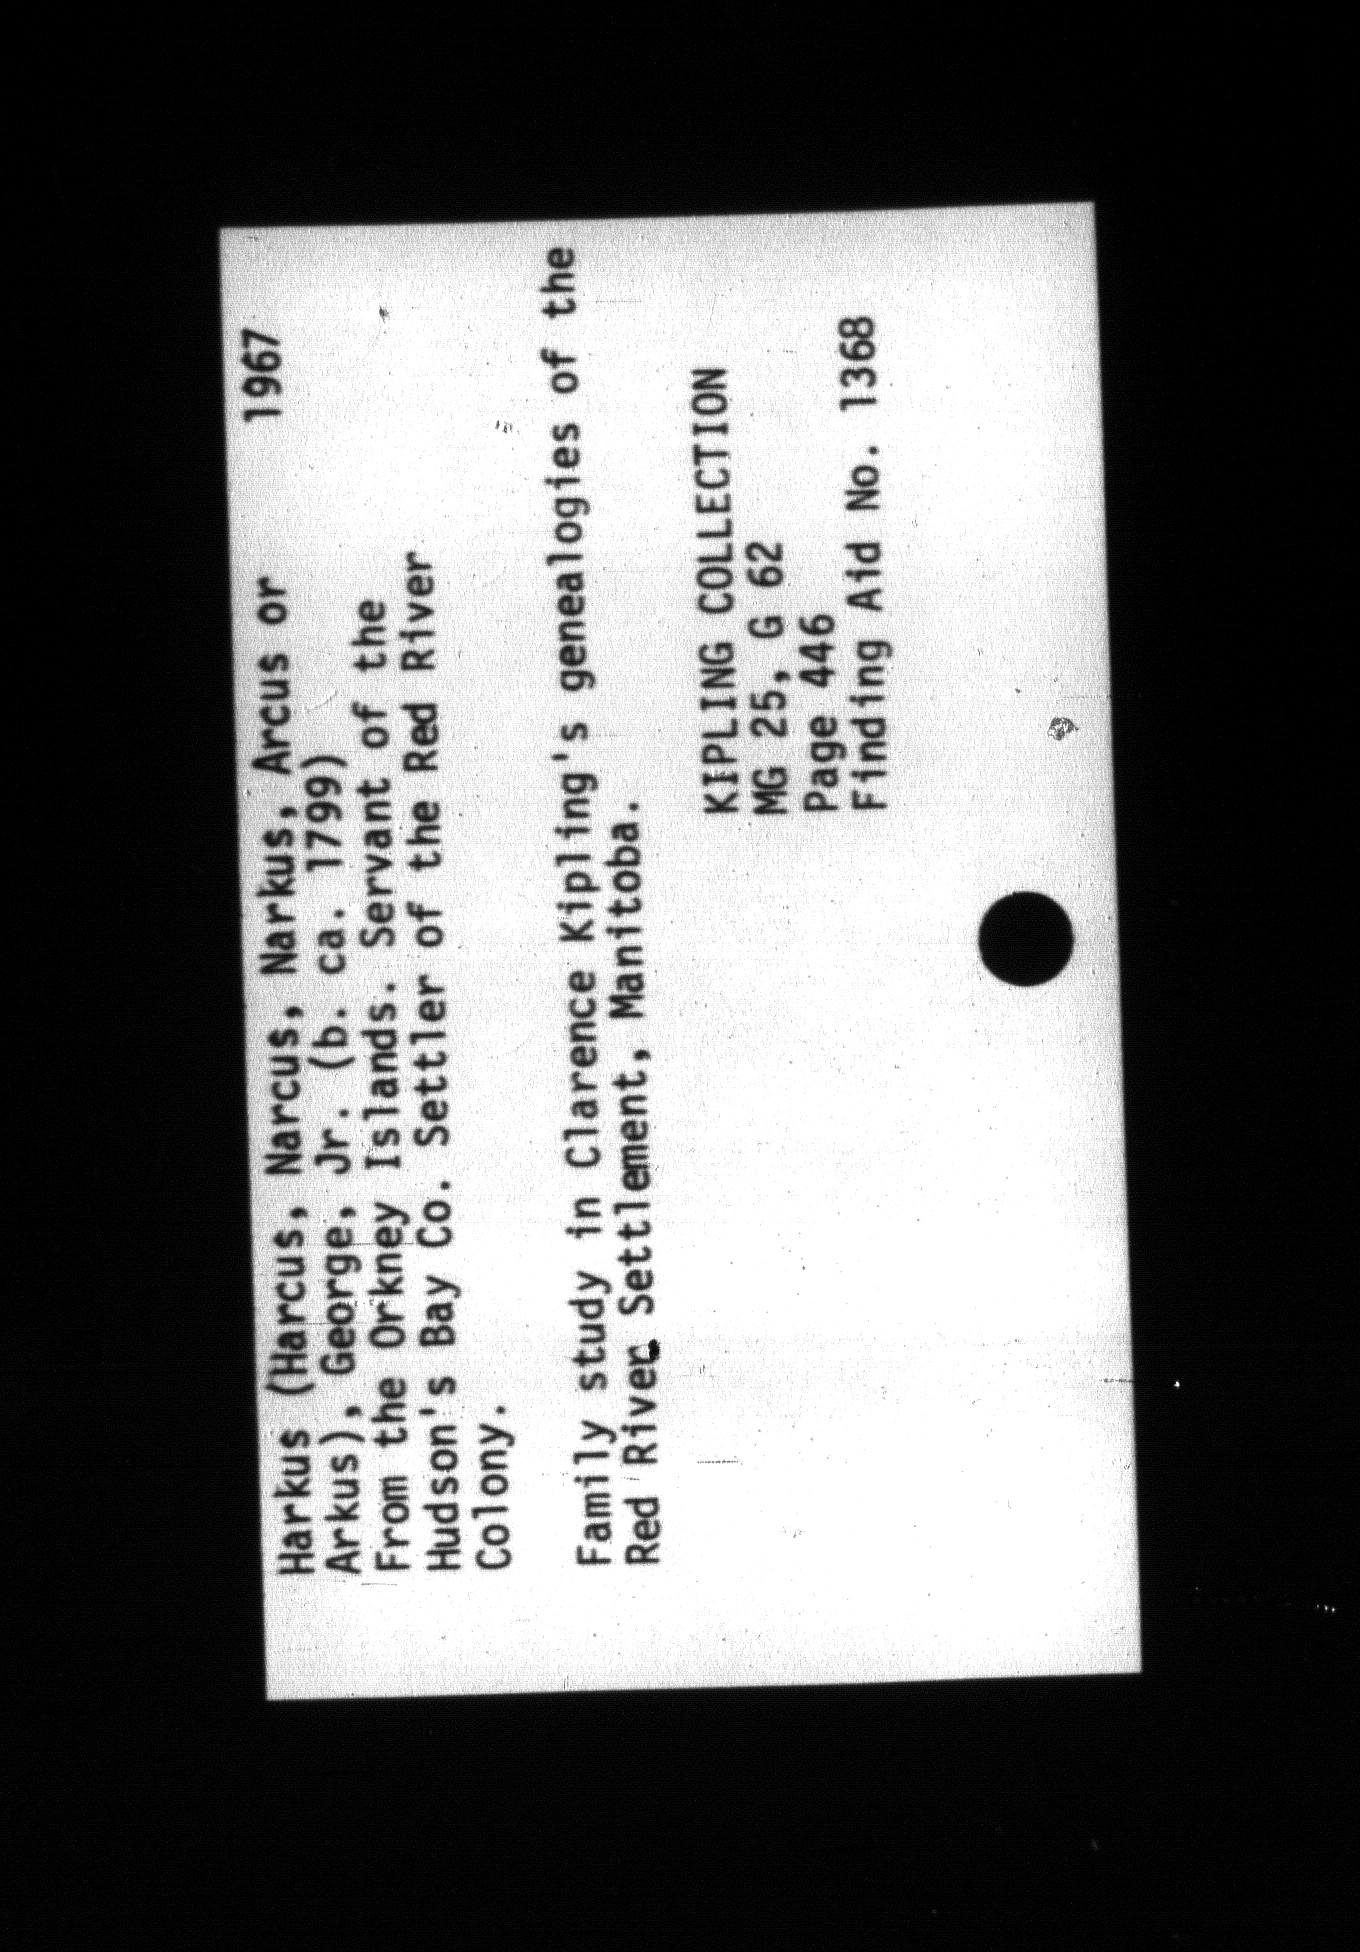 Harkus (Harcus, Narcus, Narkus, Arcus or 1967
Arkus), George, Jr. (b. ca. 1799)
From the Orkney Islands. Servant of the
Hudson's Bay Co. Settler of the Red River
Colony.
Family study in Clarence Kipling's genealogies of the
Red River Settlement, Manitoba.
KIPLING COLLECTION
MG 25, G 62
Page 446
Finding Aid No. 1368